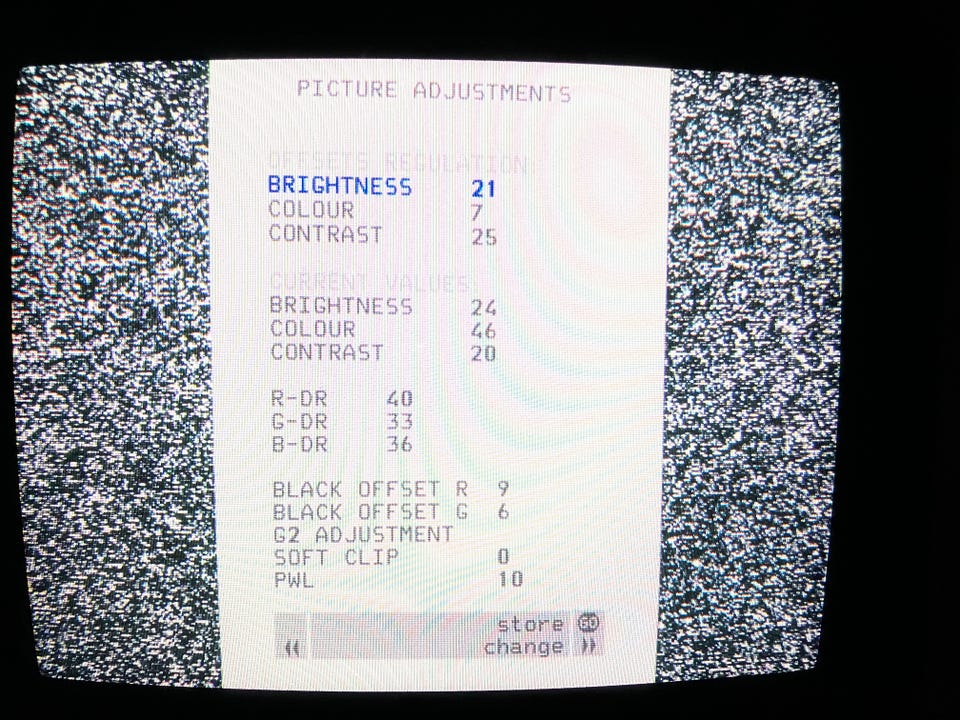 PICTURE ADJUSTMENTS
OFFSETS REGULATION
BRIGHTNESS 21
COLOUR 7
CONTRAST 25
CURRENT VALUES
BRIGHTNESS 24
COLOUR 46
CONTRAST 20
R-DR 40
G-DR 33
B-DR 36
BLACK OFFSET R 9
BLACK OFFSET G 6
G2 ADJUSTMENT
SOFT CLIP 0
PWL 10
store GO
change